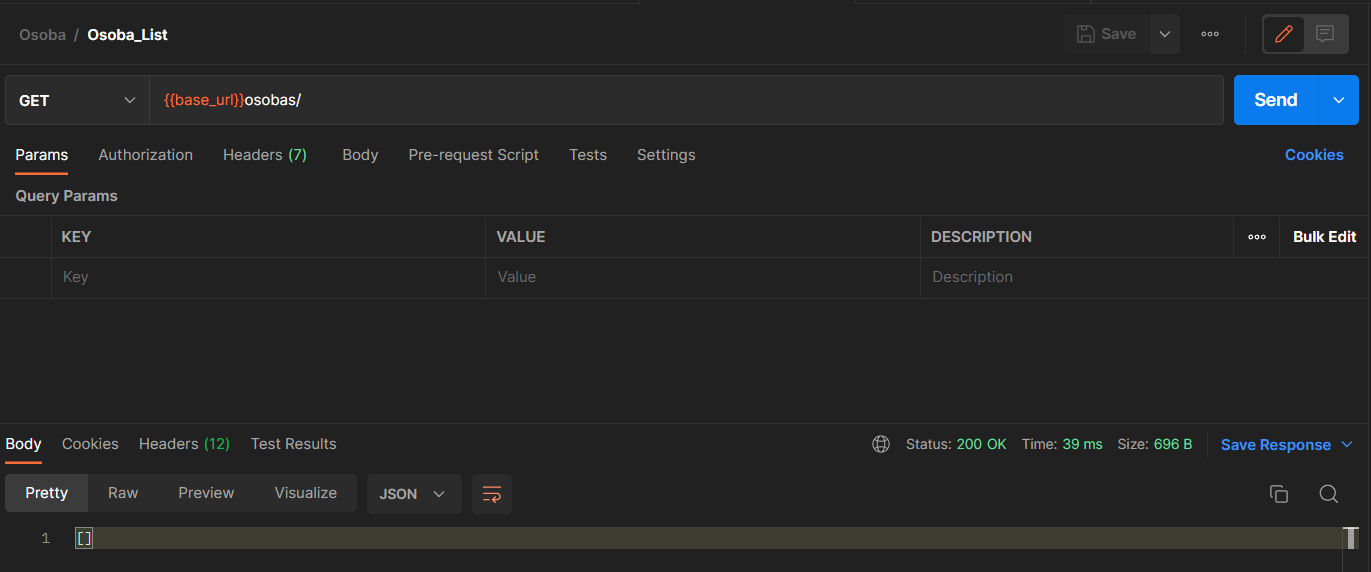 Osoba / Osoba_List
Save
GET
{{base_url}}osobas/
Send
Params Authorization Headers (7) Body Pre-request Script Tests Settings Cookies
Query Params
KEY VALUE DESCRIPTION Bulk Edit
Key Value Description
Body Cookies Headers (12) Test Results Status: 200 OK Time: 39 ms Size: 696 B Save Response
Pretty Raw Preview Visualize JSON
1 []